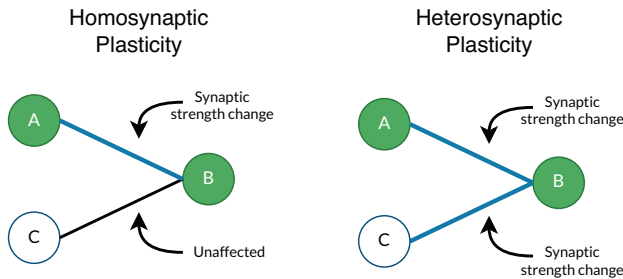 Homosynaptic
Plasticity
A
B
C
Synaptic
strength change
Unaffected
Heterosynaptic
Plasticity
A
B
C
Synaptic
strength change
Synaptic
strength change